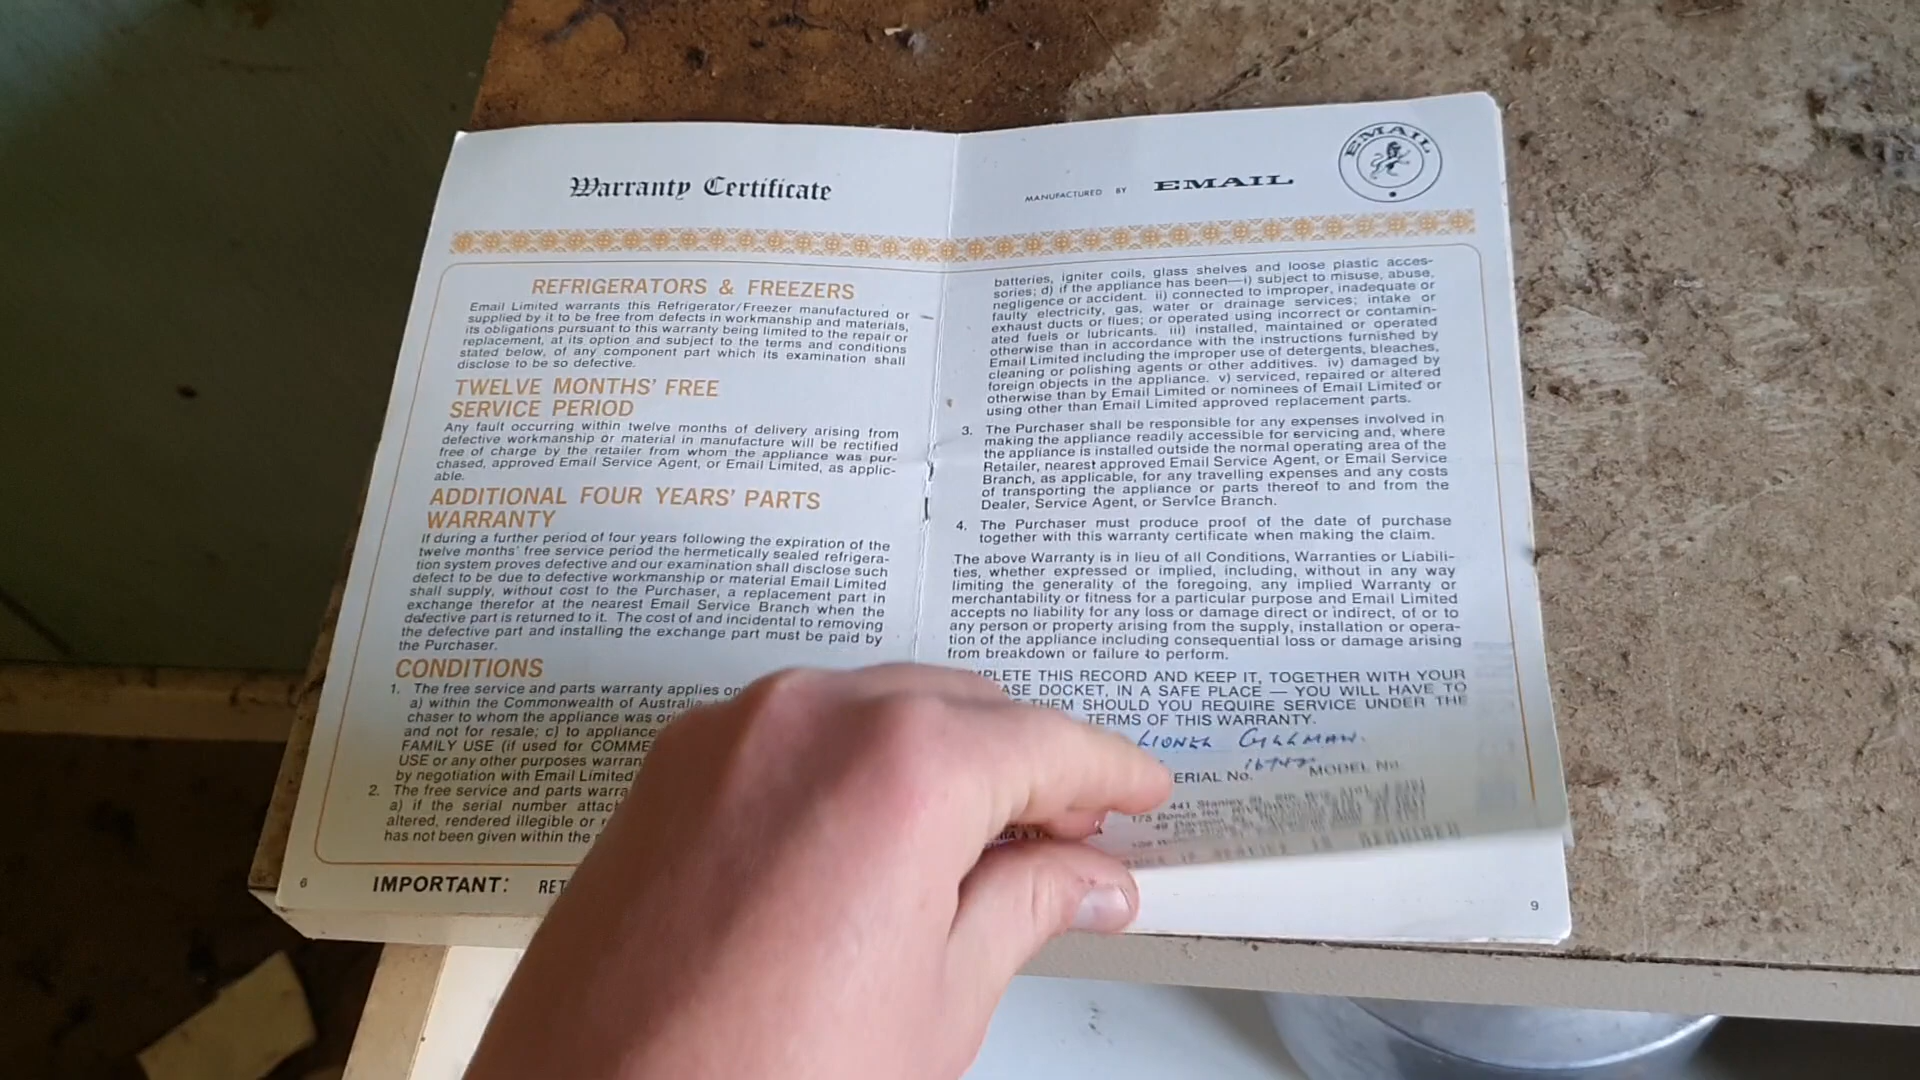 Warranty Certificate
REFRIGERATORS & FREEZERS
Email Limited warrants this Refrigerator/Freezer manufactured or
supplied by it to be free from defects in workmanship and materials,
its obligations pursuant to this warranty being limited to the repair or
replacement, at its option and subject to the terms and conditions
stated below, of any component part which its examination shall
disclose to be so defective.
TWELVE MONTHS' FREE
SERVICE PERIOD
Any fault occurring within twelve months of delivery arising from
defective workmanship or material in manufacture will be rectified
free of charge by the retailer from whom the appliance was pur-
chased, approved Email Service Agent, or Email Limited, as applic-
able.
ADDITIONAL FOUR YEARS' PARTS
WARRANTY
If during a further period of four years following the expiration of the
twelve months' free service period the hermetically sealed refrigera-
tion system proves defective and our examination shall disclose such
defect to be due to defective workmanship or material Email Limited
shall supply, without cost to the Purchaser, a replacement part in
exchange therefor at the nearest Email Service Branch when the
defective part is returned to it. The cost of and incidental to removing
the defective part and installing the exchange part must be paid by
the Purchaser.
CONDITIONS
1. The free service and parts warranty applies
a) within the Commonwealth of Australia
chaser to whom the appliance was
and not for resale; c) to
FAMILY USE (if used for
USE or any other purposes
by negotiation with Email Limited
2. The free service and parts
a) if the serial number
altered, rendered illegible or
has not been given within the
6
IMPORTANT:
MANUFACTURED BY EMAIL
EMAIL
batteries, igniter coils, glass shelves and loose plastic acces-
sories; d) if the appliance has been—i) subject to misuse, abuse,
negligence or accident. ii) connected to improper, inadequate or
faulty electricity, gas, water or drainage services; intake or
exhaust ducts or flues; or operated using incorrect or contamin-
ated fuels or lubricants. iii) installed, maintained or operated
otherwise than in accordance with the instructions furnished by
Email Limited including the improper use of detergents, bleaches,
cleaning or polishing agents or other additives. iv) damaged by
foreign objects in the appliance. v) serviced, repaired or altered
otherwise than by Email Limited or nominees of Email Limited or
using other than Email Limited approved replacement parts.
3. The Purchaser shall be responsible for any expenses involved in
making the appliance readily accessible for servicing and, where
the appliance is installed outside the normal operating area of the
Retailer, nearest approved Email Service Agent, or Email Service
Branch, as applicable, for any travelling expenses and any costs
of transporting the appliance or parts thereof to and from the
Dealer, Service Agent, or Service Branch.
4. The Purchaser must produce proof of the date of purchase
together with this warranty certificate when making the claim.
The above Warranty is in lieu of all Conditions, Warranties or Liabili-
ties, whether expressed or implied, including, without in any way
limiting the generality of the foregoing, any implied Warranty or
merchantability or fitness for a particular purpose and Email Limited
accepts no liability for any loss or damage direct or indirect, of or to
any person or property arising from the supply, installation or opera-
tion of the appliance including consequential loss or damage arising
from breakdown or failure to perform.
THIS RECORD AND KEEP IT, TOGETHER WITH YOUR
DOCKET, IN A SAFE PLACE — YOU WILL HAVE TO
THEM SHOULD YOU REQUIRE SERVICE UNDER THE
TERMS OF THIS WARRANTY.
LIONEL GILLMAN.
No. MODEL No.
441 Stanley
9